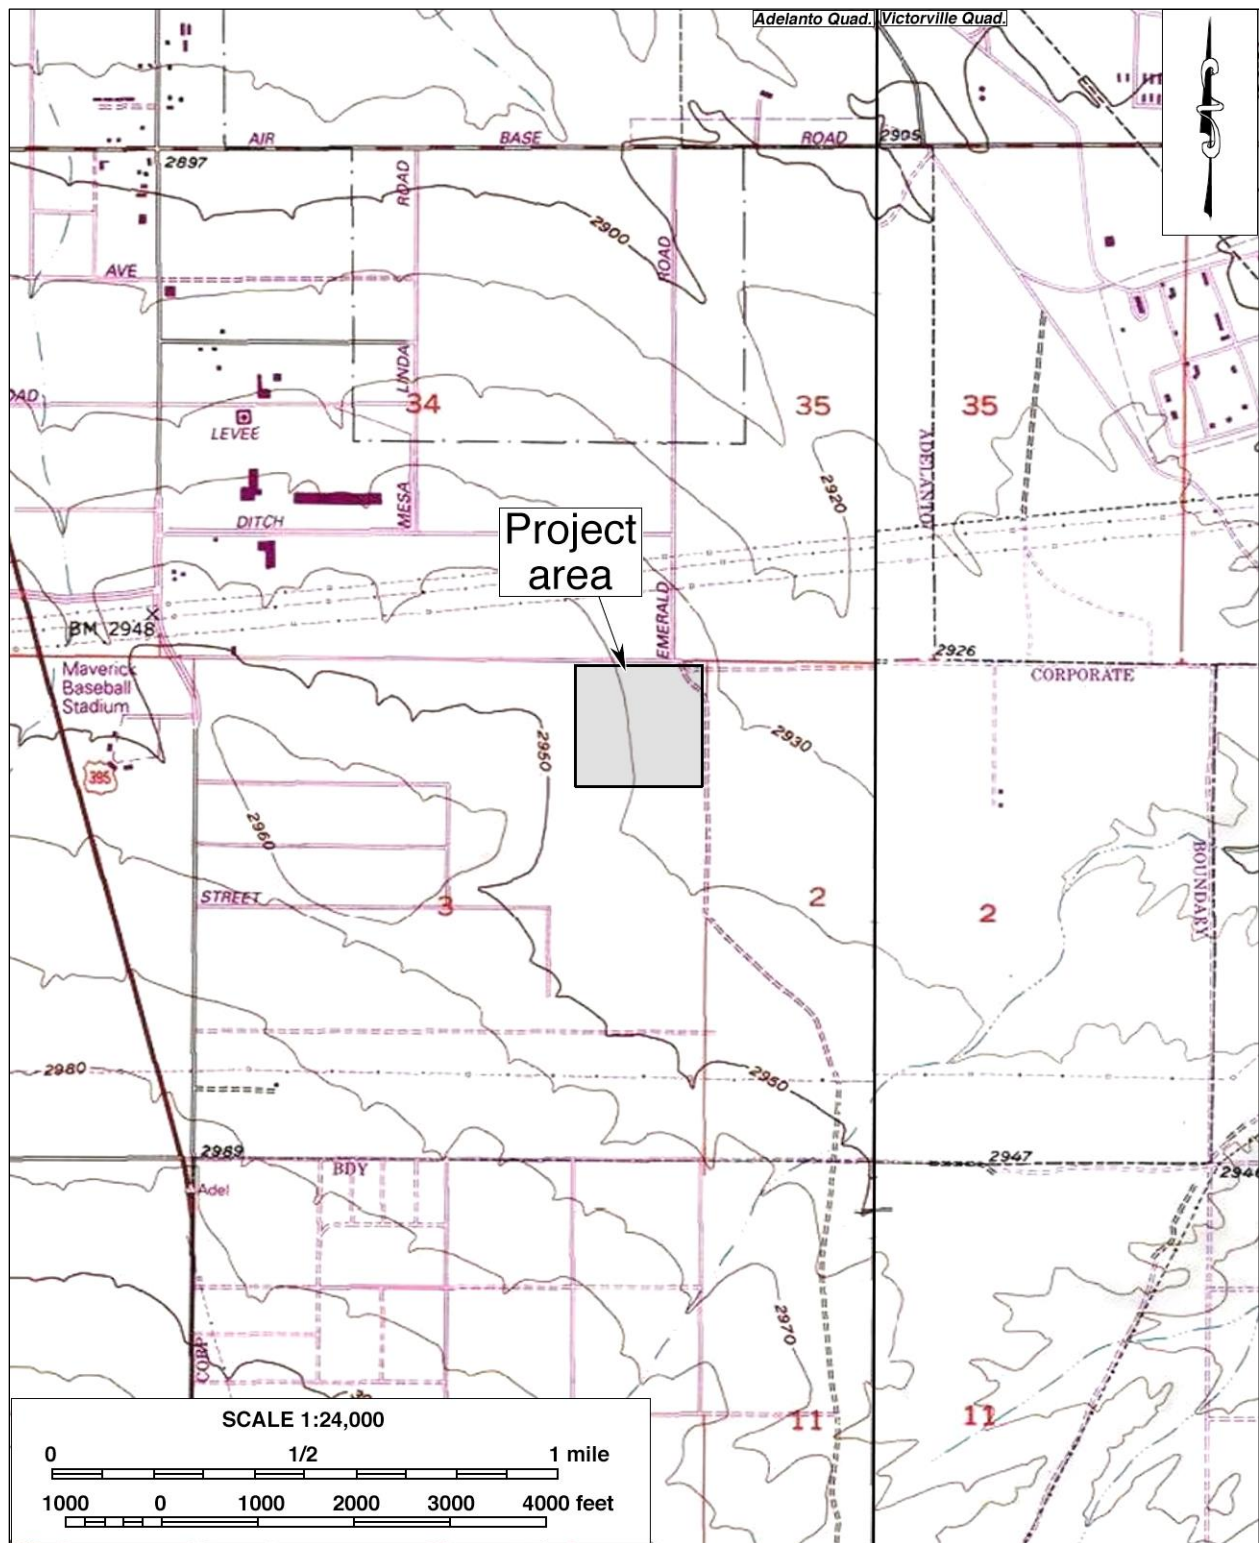 Adelanto Quad. Victorville Quad.
AIR BASE ROAD
2905
2897
ROAD
2900
ROAD
AVE
LINDA
34
35
35
LEVEE
ADELANTO
2920
MESA
DITCH
Project
area
EMERALD
BM 2948
2926
Maverick
Baseball
Stadium
CORPORATE
2950
2930
395
2960
BOUNDARY
STREET
3
2
2
2980
2950
2989
BDY
2947
Adel
2970
CORP
11
11
SCALE 1:24,000
0 1/2 1 mile
1000 0 1000 2000 3000 4000 feet